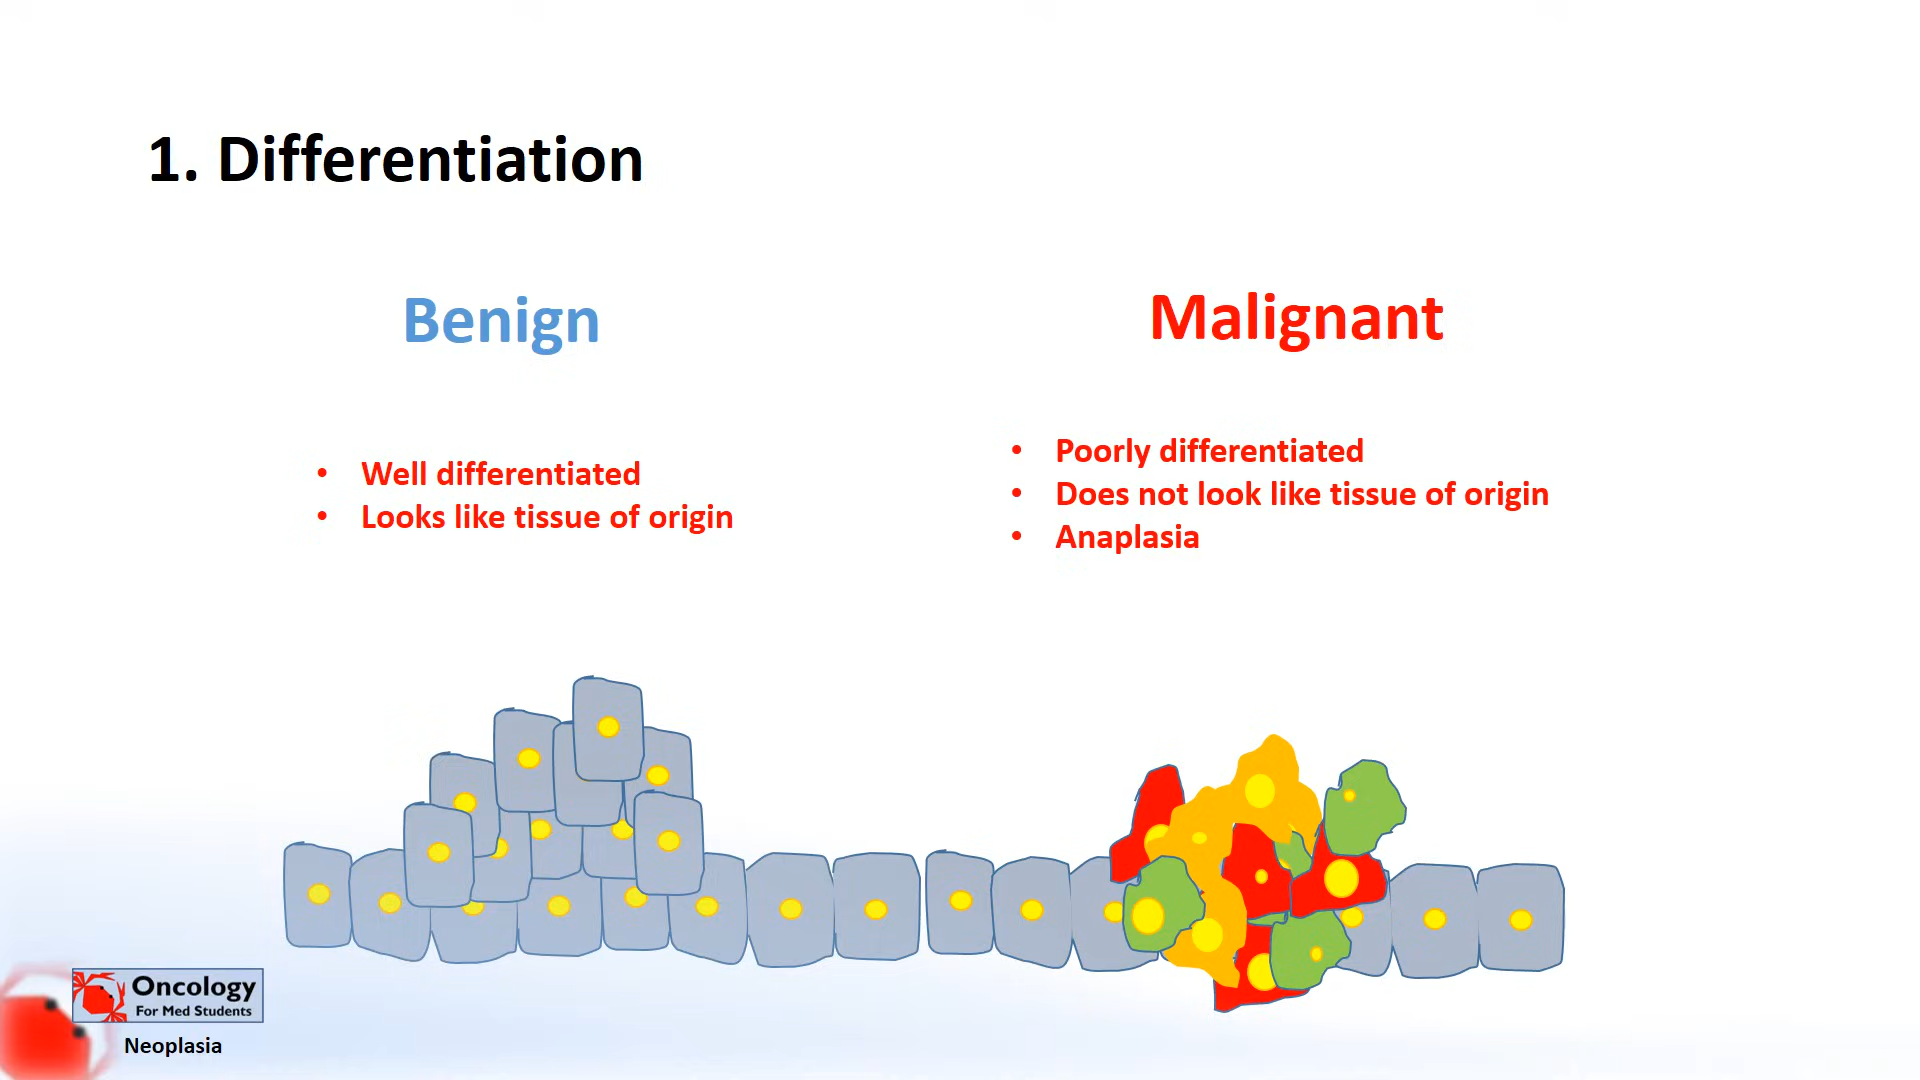 1. Differentiation
Benign
Malignant
• Well differentiated
• Looks like tissue of origin
• Poorly differentiated
• Does not look like tissue of origin
• Anaplasia
Oncology
For Med Students
Neoplasia